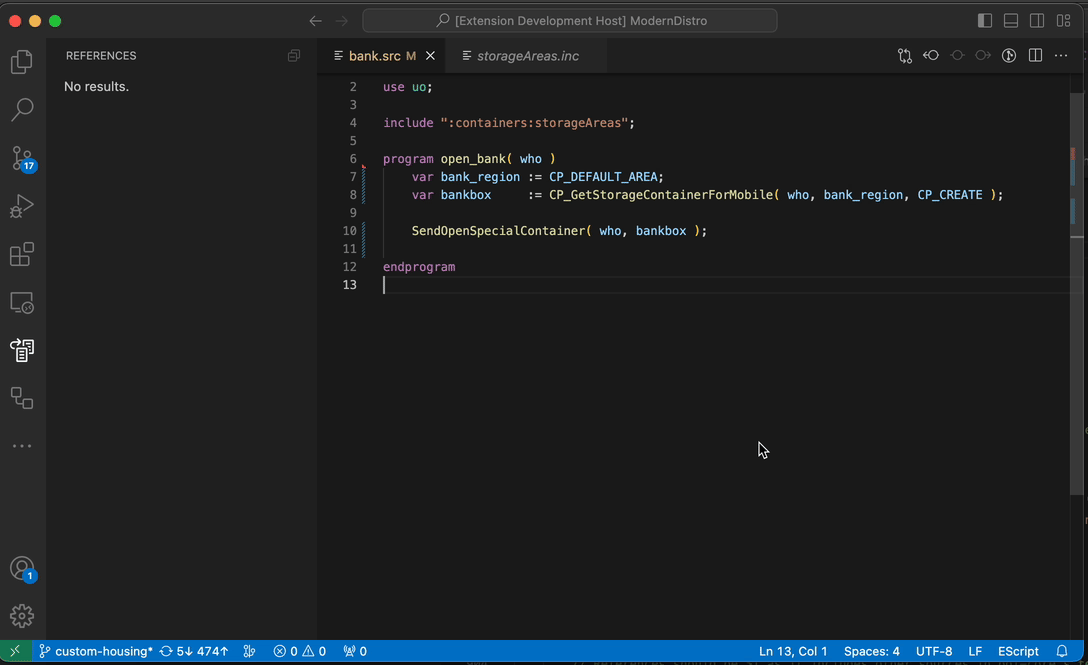 [Extension Development Host] ModernDistro
REFERENCES
No results.
bank.src M
storageAreas.inc
2 use uo;
3
4 include ":containers:storageAreas";
5
6 program open_bank( who )
7 var bank_region := CP_DEFAULT_AREA;
8 var bankbox := CP_GetStorageContainerForMobile( who, bank_region, CP_CREATE );
9
10 SendOpenSpecialContainer( who, bankbox );
11
12 endprogram
13
17
1
custom-housing* 5↓ 474↑ 0 0 0 Ln 13, Col 1 Spaces: 4 UTF-8 LF EScript